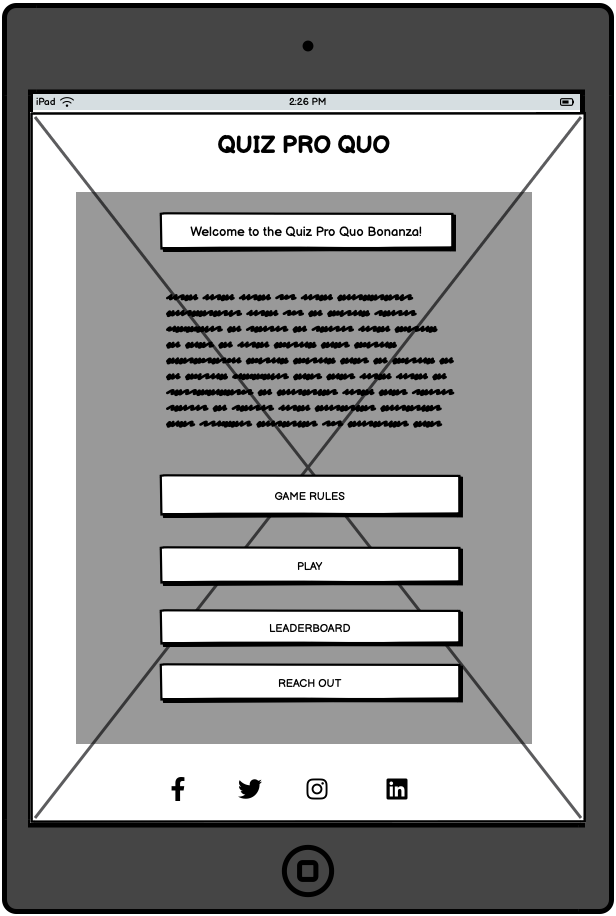 iPad 2:26 PM
QUIZ PRO QUO
Welcome to the Quiz Pro Quo Bonanza!
GAME RULES
PLAY
LEADERBOARD
REACH OUT